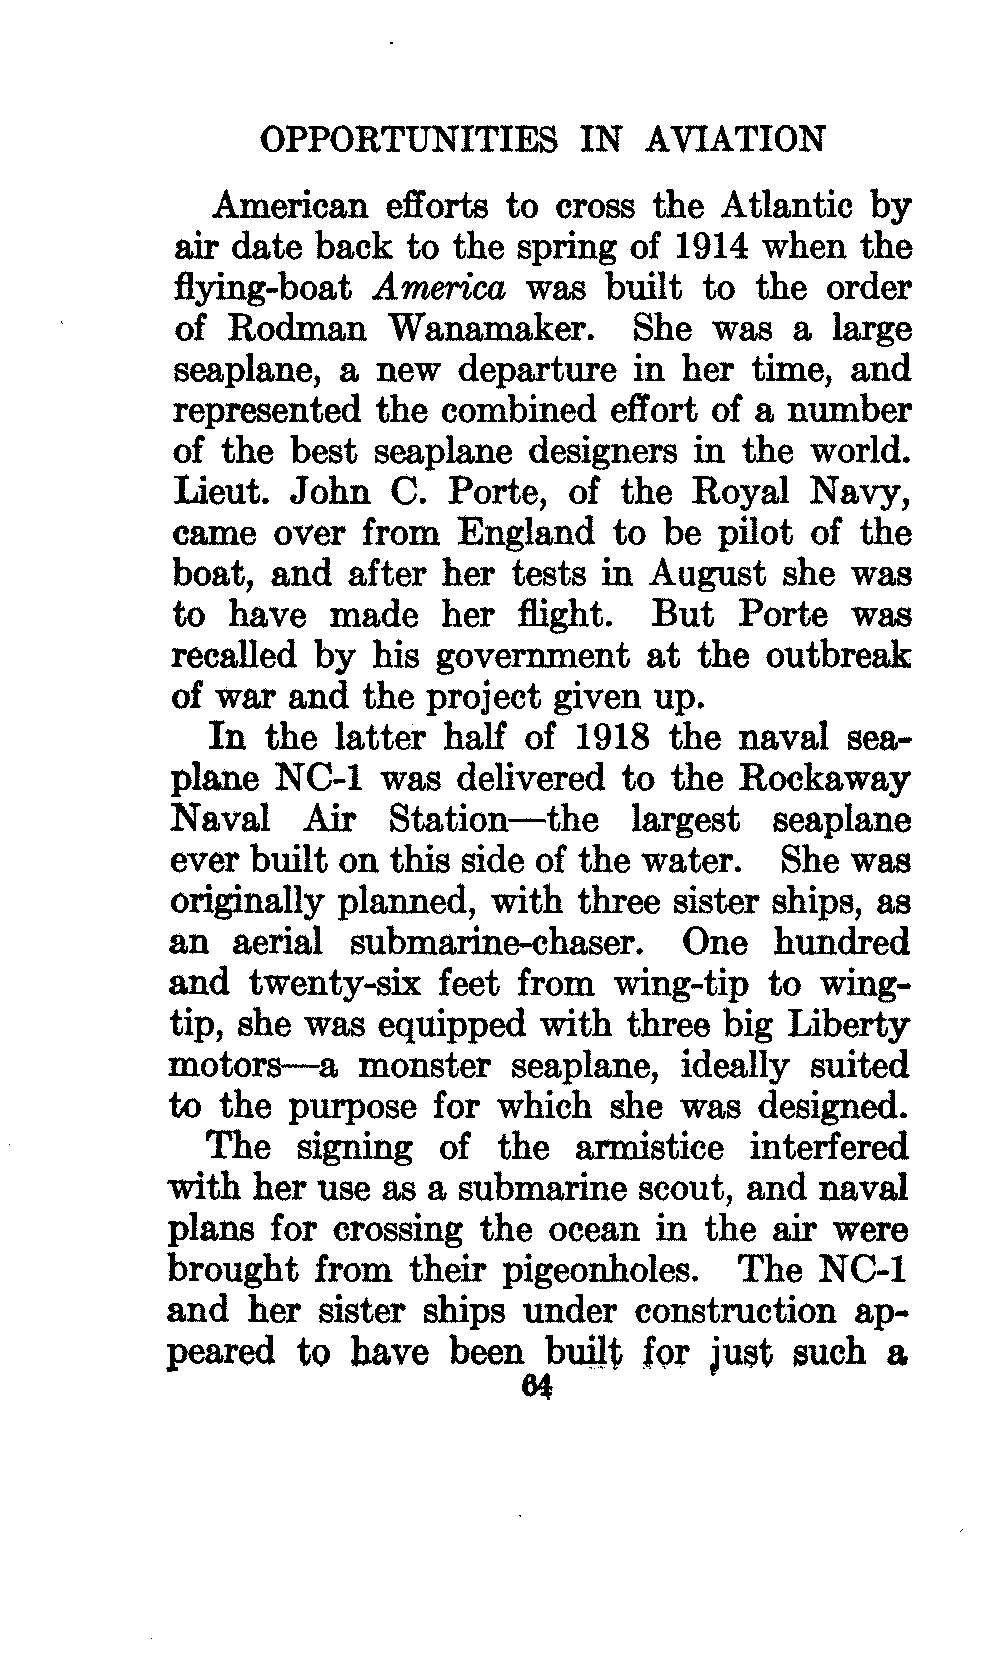 OPPORTUNITIES IN AVIATION
American efforts to cross the Atlantic by
air date back to the spring of 1914 when the
flying-boat America was built to the order
of Rodman Wanamaker. She was a large
seaplane, a new departure in her time, and
represented the combined effort of a number
of the best seaplane designers in the world.
Lieut. John C. Porte, of the Royal Navy,
came over from England to be pilot of the
boat, and after her tests in August she was
to have made her flight. But Porte was
recalled by his government at the outbreak
of war and the project given up.
In the latter half of 1918 the naval sea-
plane NC-1 was delivered to the Rockaway
Naval Air Station—the largest seaplane
ever built on this side of the water. She was
originally planned, with three sister ships, as
an aerial submarine-chaser. One hundred
and twenty-six feet from wing-tip to wing-
tip, she was equipped with three big Liberty
motors—a monster seaplane, ideally suited
to the purpose for which she was designed.
The signing of the armistice interfered
with her use as a submarine scout, and naval
plans for crossing the ocean in the air were
brought from their pigeonholes. The NC-1
and her sister ships under construction ap-
peared to have been built for just such a
64